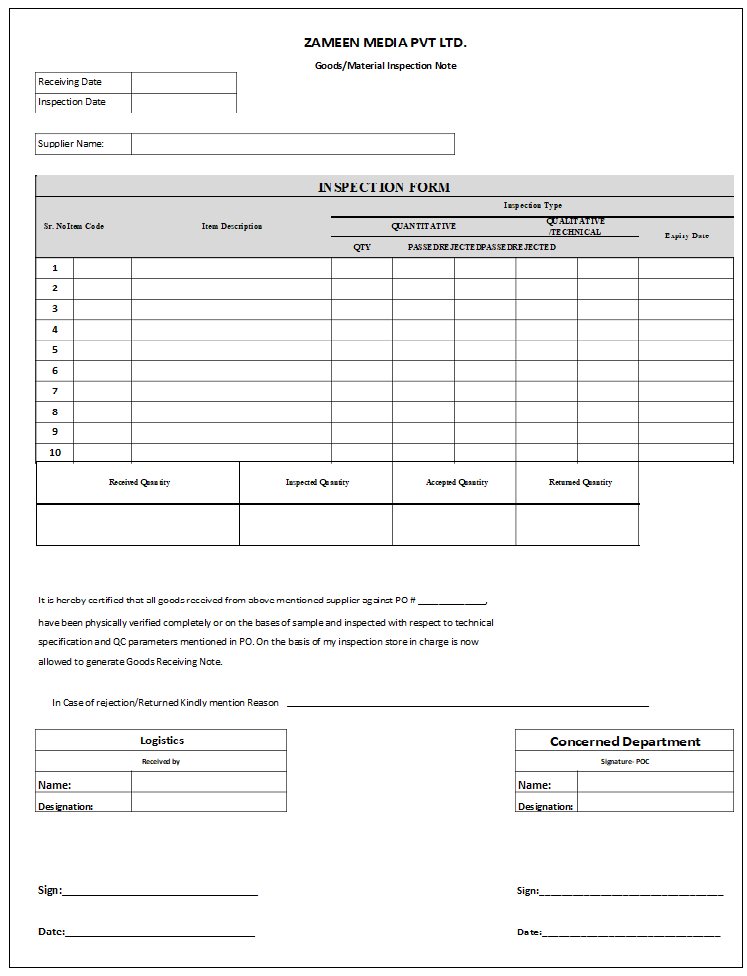 ZAMEEN MEDIA PVT LTD.
Goods/Material Inspection Note
Receiving Date
Inspection Date
Supplier Name:
INSPECTION FORM
Inspection Type
Sr. No Item Code Item Description QUANTITATIVE QUALITATIVE /TECHNICAL Expiry Date
QTY PASSED REJECTED PASSED REJECTED
1
2
3
4
5
6
7
8
9
10
Received Quantity Inspected Quantity Accepted Quantity Returned Quantity
It is hereby certified that all goods received from above mentioned supplier against PO # _____________,
have been physically verified completely or on the bases of sample and inspected with respect to technical
specification and QC parameters mentioned in PO. On the basis of my inspection store in charge is now
allowed to generate Goods Receiving Note.
In Case of rejection/Returned Kindly mention Reason ____________________
Logistics Concerned Department
Received by Signature- POC
Name: Name:
Designation: Designation:
Sign:____________________ Sign:____________________
Date:____________________ Date:____________________